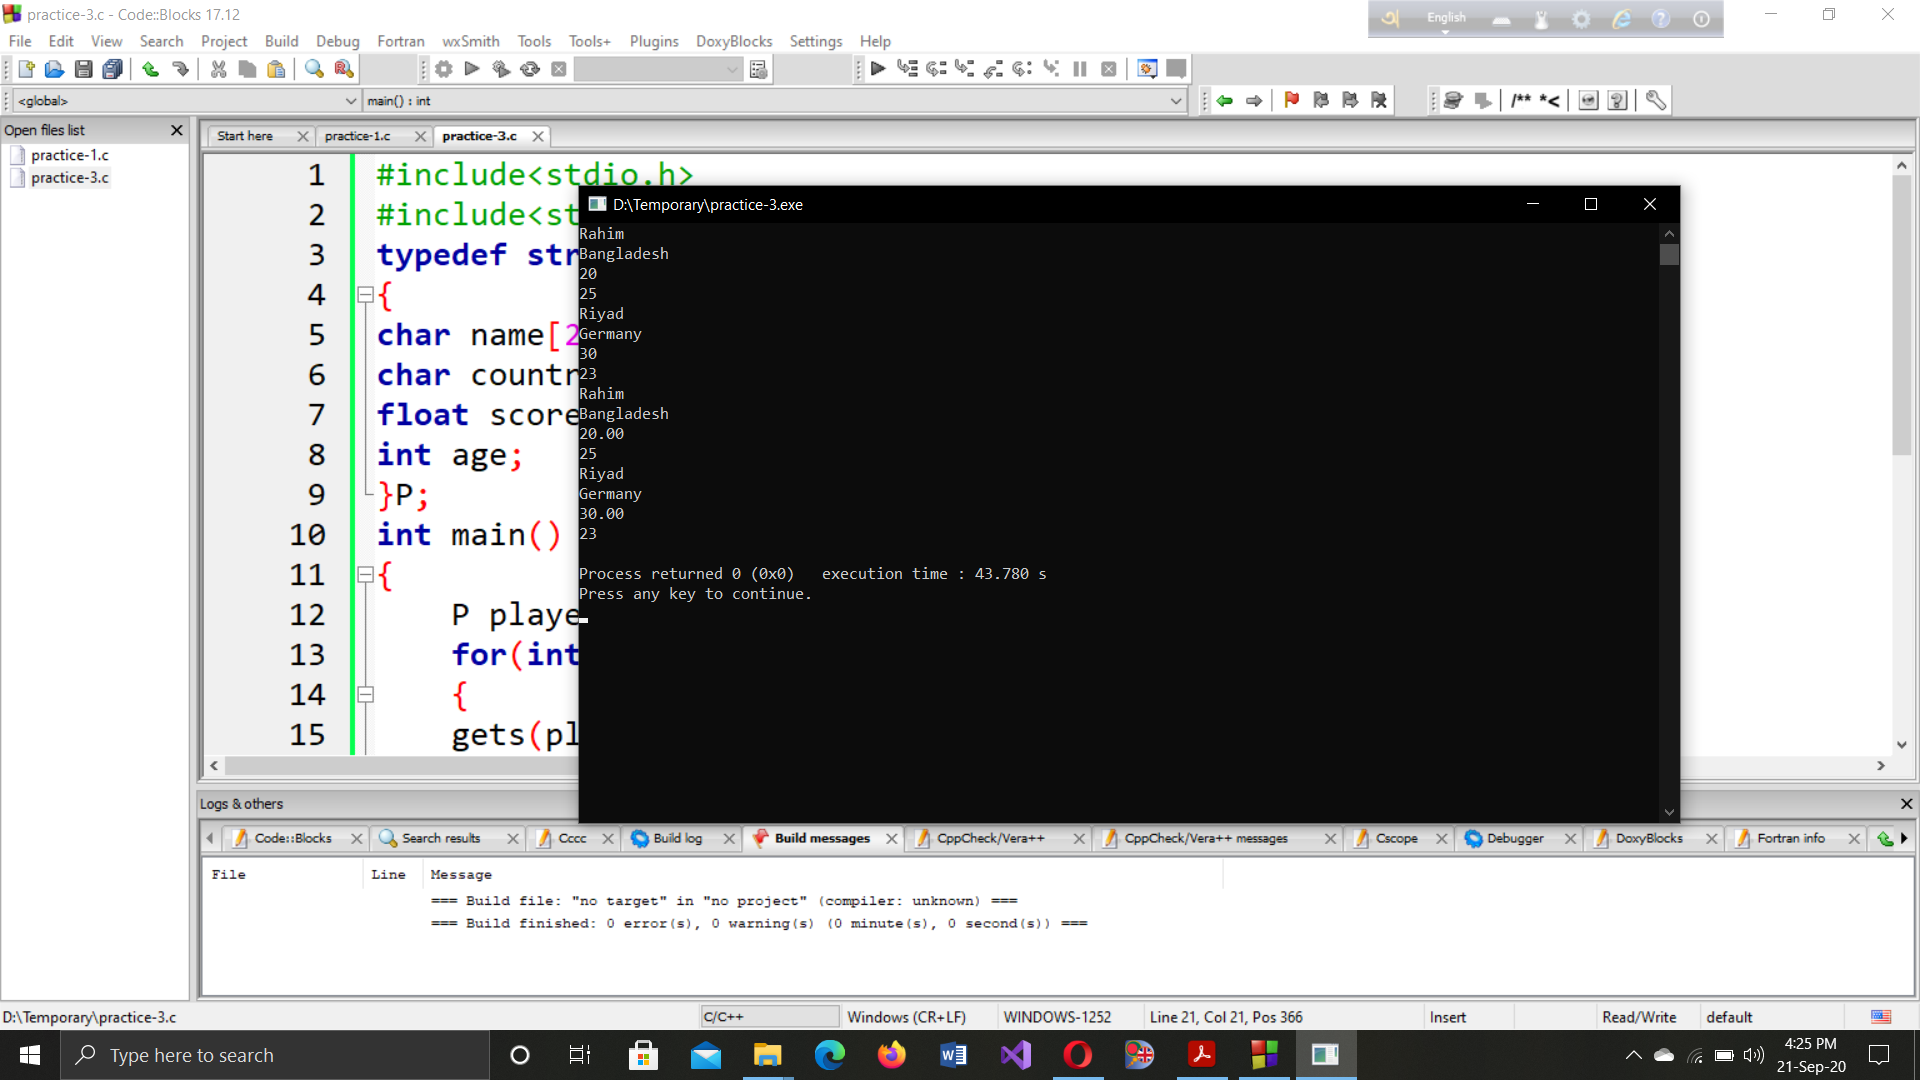 practice-3.c - Code::Blocks 17.12
English
File Edit View Search Project Build Debug Fortran wxSmith Tools Tools+ Plugins DoxyBlocks Settings Help
<global> main() : int /** *<
Open files list
practice-1.c
practice-3.c
Start here practice-1.c practice-3.c
1 #include<stdio.h>
2 #include<st
3 typedef str
4 {
5 char name[2
6 char countr
7 float score
8 int age;
9 }P;
10 int main()
11 {
12 P playe
13 for(int
14 {
15 gets(pl
D:\Temporary\practice-3.exe
Rahim
Bangladesh
20
25
Riyad
Germany
30
23
Rahim
Bangladesh
20.00
25
Riyad
Germany
30.00
23
Process returned 0 (0x0) execution time : 43.780 s
Press any key to continue.
Logs & others
Code::Blocks Search results Cccc Build log Build messages CppCheck/Vera++ CppCheck/Vera++ messages Cscope Debugger DoxyBlocks Fortran info
File Line Message
=== Build file: "no target" in "no project" (compiler: unknown) ===
=== Build finished: 0 error(s), 0 warning(s) (0 minute(s), 0 second(s)) ===
D:\Temporary\practice-3.c C/C++ Windows (CR+LF) WINDOWS-1252 Line 21, Col 21, Pos 366 Insert Read/Write default
Type here to search
4:25 PM
21-Sep-20